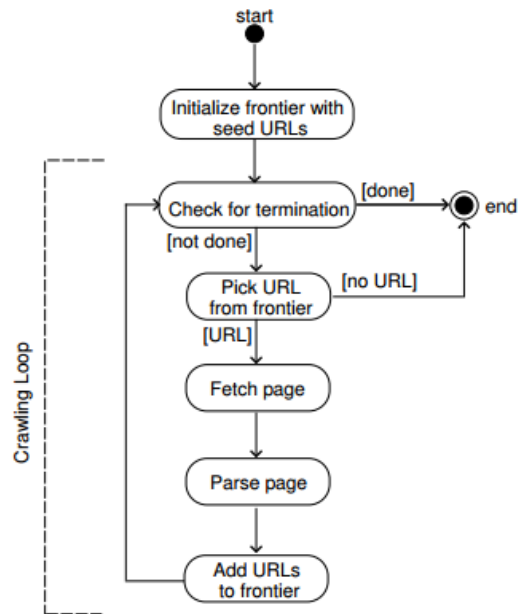 start
Initialize frontier with
seed URLs
Check for termination
[done]
end
[not done]
Pick URL
from frontier
[no URL]
[URL]
Fetch page
Parse page
Add URLs
to frontier
Crawling Loop